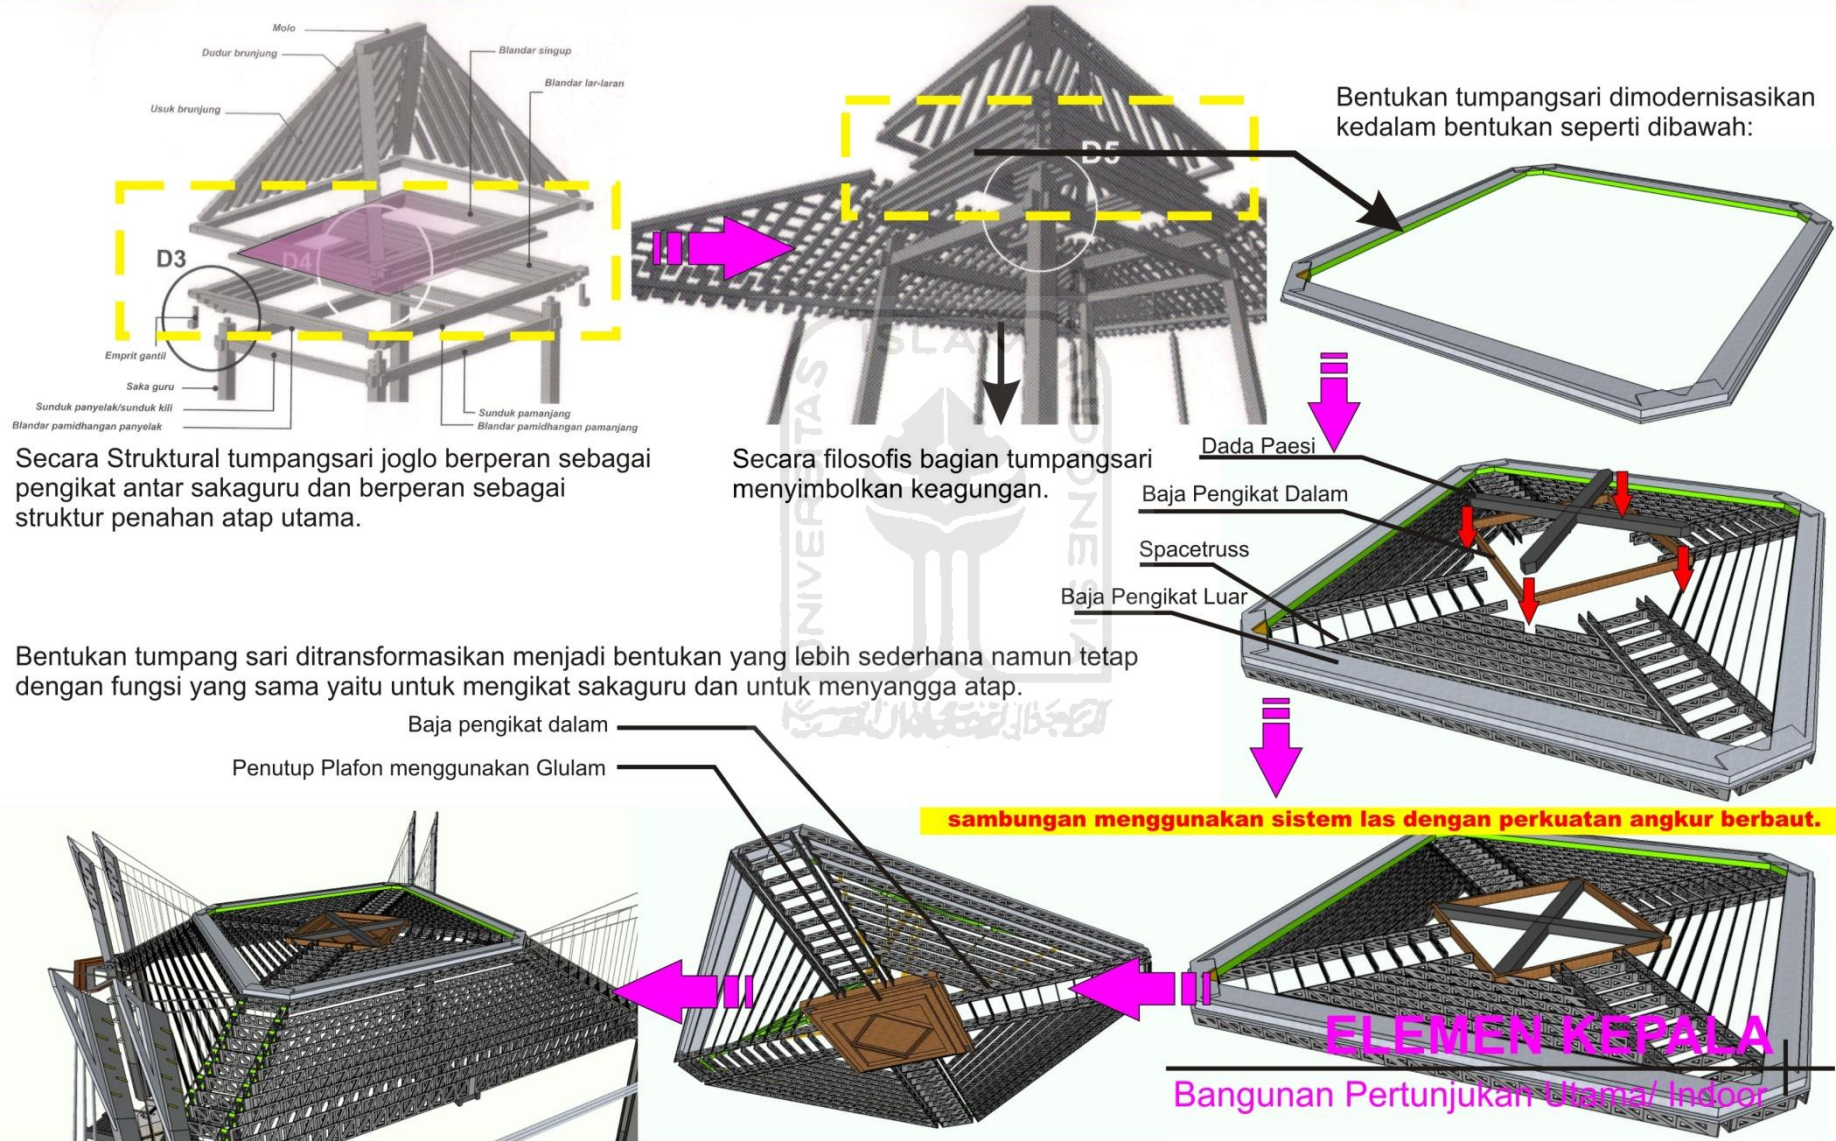 Molo
Dudur brunjung
Blandar singup
Blandar lar-laran
Usuk brunjung
D3
D4
Emprit gantil
Saka guru
Sunduk panyelak/sunduk kili
Blandar pamidhangan panyelak
Sunduk pamanjang
Blandar pamidhangan pamanjang
Secara Struktural tumpangsari joglo berperan sebagai
pengikat antar sakaguru dan berperan sebagai
struktur penahan atap utama.
D5
Secara filosofis bagian tumpangsari
menyimbolkan keagungan.
Bentukan tumpangsari dimodernisasikan
kedalam bentukan seperti dibawah:
Dada Paesi
Baja Pengikat Dalam
Spacetruss
Baja Pengikat Luar
UNIVERSITAS
ISLAM
INDONESIA
Bentukan tumpang sari ditransformasikan menjadi bentukan yang lebih sederhana namun tetap
dengan fungsi yang sama yaitu untuk mengikat sakaguru dan untuk menyangga atap.
Baja pengikat dalam
Penutup Plafon menggunakan Glulam
sambungan menggunakan sistem las dengan perkuatan angkur berbaut.
ELEMEN KEPALA
Bangunan Pertunjukan Utama/ Indoor